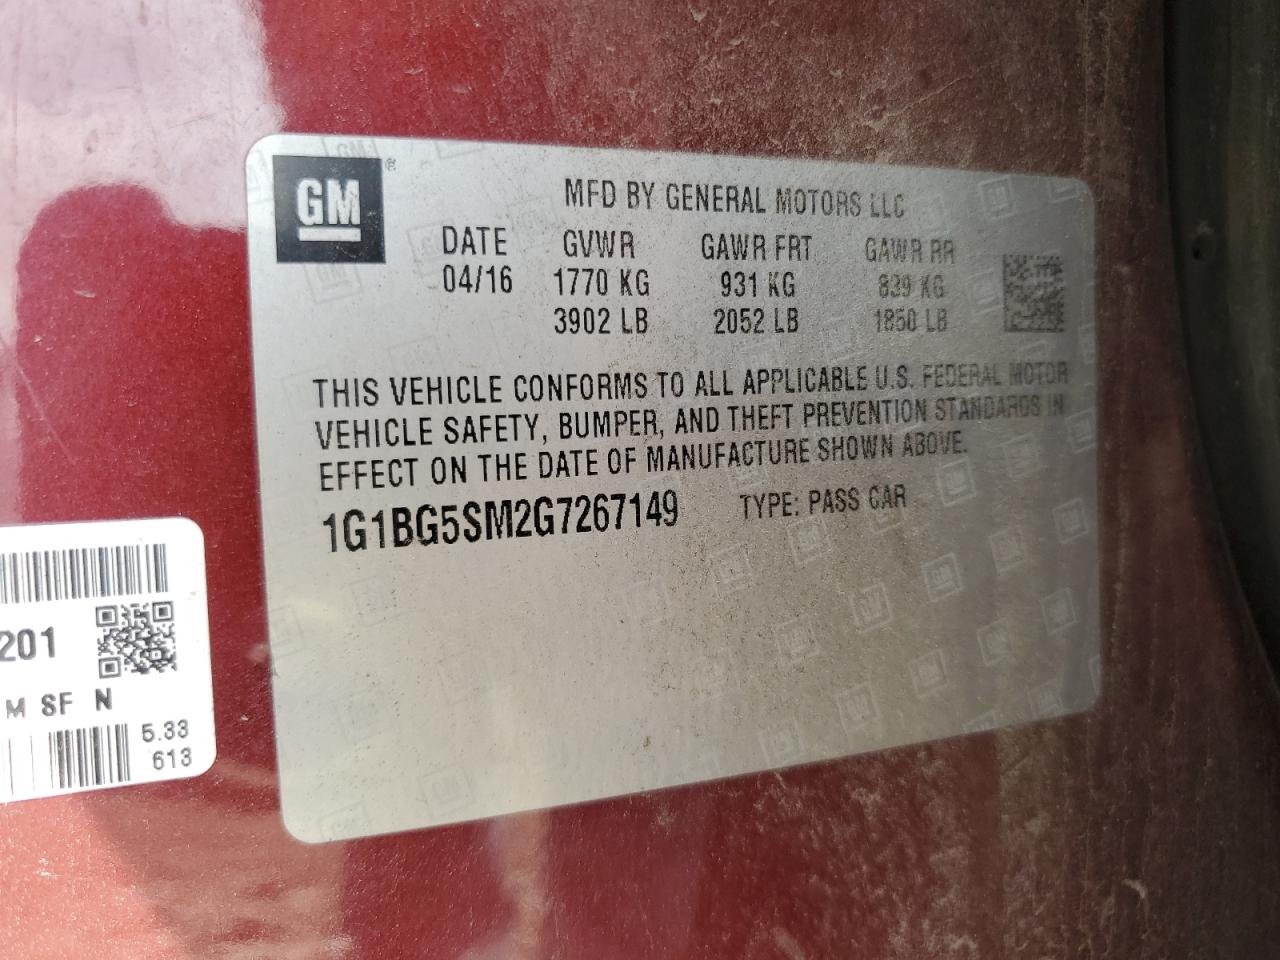 GM ®
MFD BY GENERAL MOTORS LLC
DATE GVWR GAWR FRT GAWR RR
04/16 1770 KG 931 KG 839 KG
3902 LB 2052 LB 1850 LB
THIS VEHICLE CONFORMS TO ALL APPLICABLE U.S. FEDERAL MOTOR
VEHICLE SAFETY, BUMPER, AND THEFT PREVENTION STANDARDS IN
EFFECT ON THE DATE OF MANUFACTURE SHOWN ABOVE.
1G1BG5SM2G7267149 TYPE: PASS CAR
201
M SF N
5.33
613